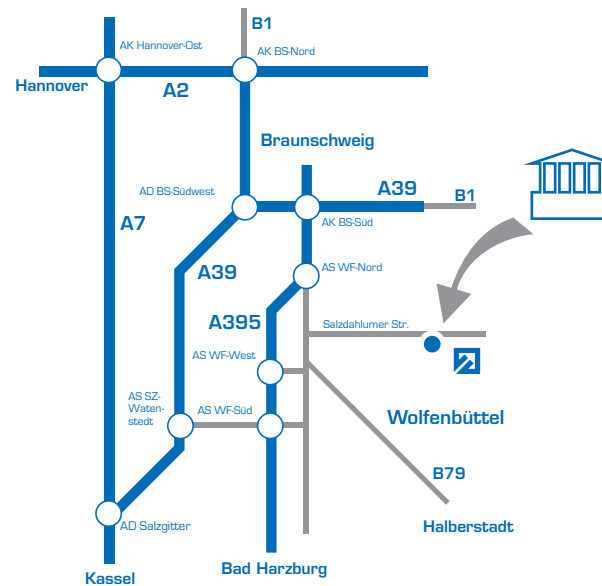 B1
AK Hannover-Ost
AK BS-Nord
Hannover
A2
Braunschweig
AD BS-Südwest
A39
B1
A7
AK BS-Süd
A39
AS WF-Nord
A395
Salzdahlumer Str.
AS WF-West
AS SZ-
Waten-
stedt
AS WF-Süd
Wolfenbüttel
B79
AD Salzgitter
Halberstadt
Bad Harzburg
Kassel